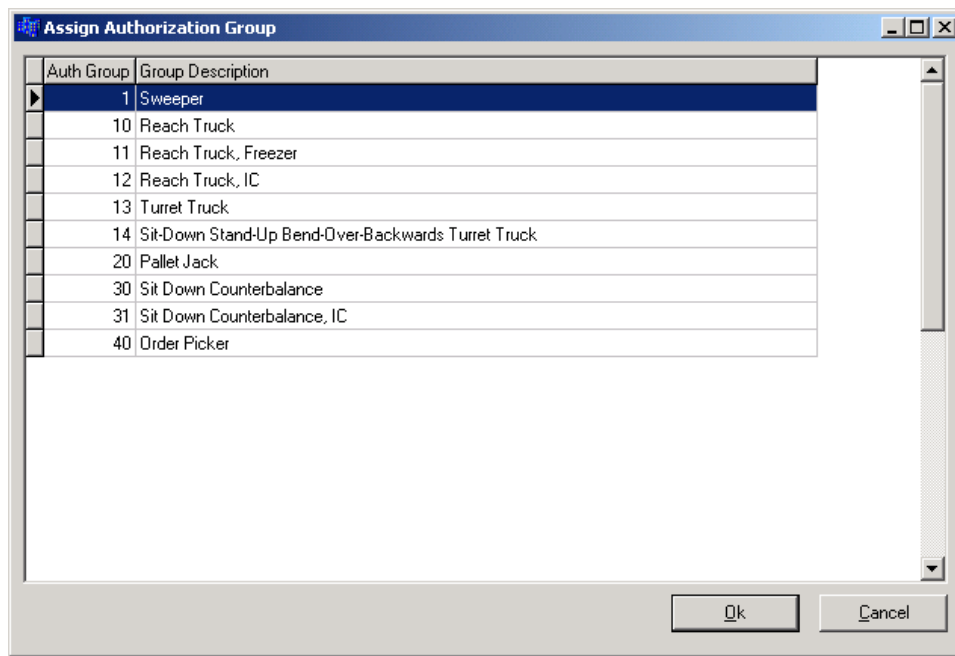 Assign Authorization Group
Auth Group Group Description
1 Sweeper
10 Reach Truck
11 Reach Truck, Freezer
12 Reach Truck, IC
13 Turret Truck
14 Sit-Down Stand-Up Bend-Over-Backwards Turret Truck
20 Pallet Jack
30 Sit Down Counterbalance
31 Sit Down Counterbalance, IC
40 Order Picker
Ok Cancel